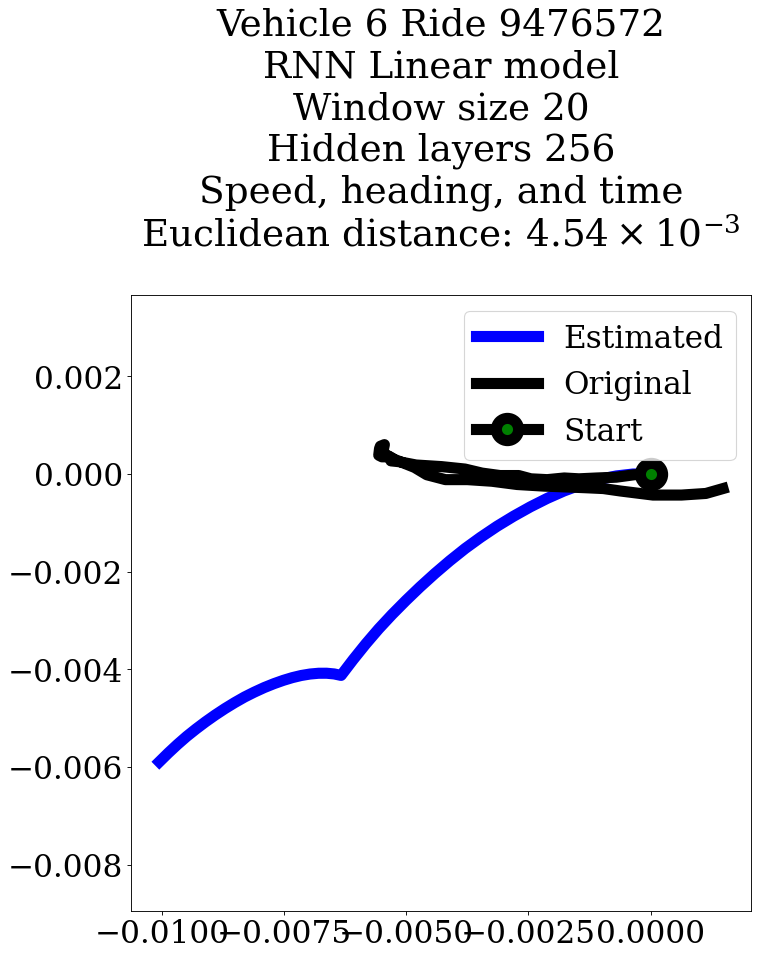 Vehicle 6 Ride 9476572
RNN Linear model
Window size 20
Hidden layers 256
Speed, heading, and time
Euclidean distance: 4.54 × 10⁻³
Estimated
Original
Start
0.002
0.000
−0.002
−0.004
−0.006
−0.008
−0.0100 −0.0075 −0.0050 −0.0025 0.0000